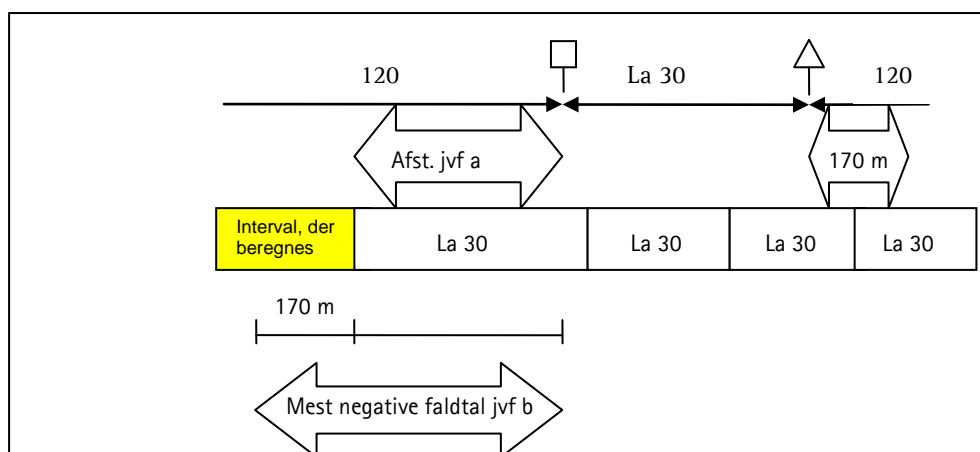 120 La 30 120
Afst. jvf a 170 m
Interval, der
beregnes
La 30 La 30 La 30 La 30
170 m
Mest negative faldtal jvf b